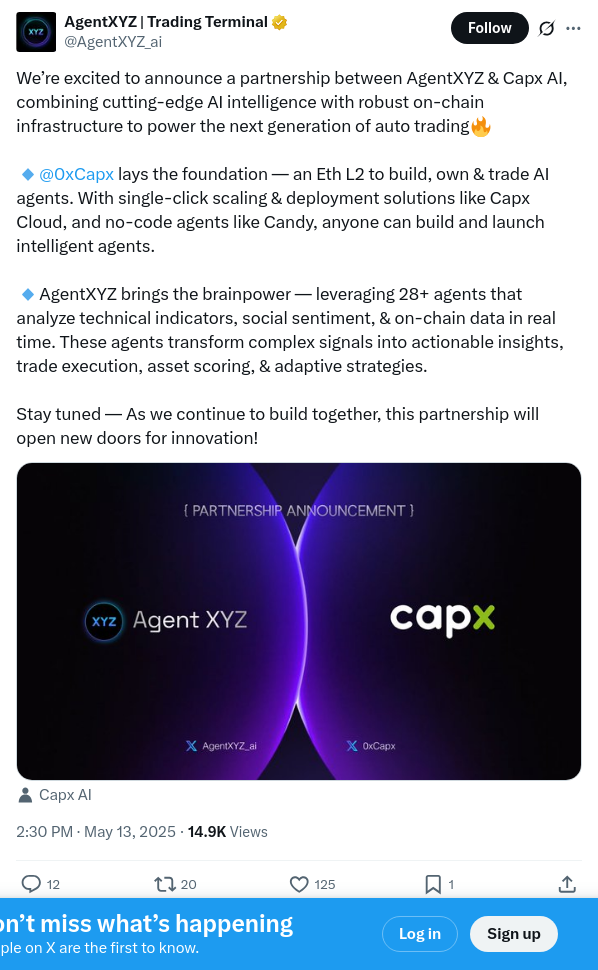 AgentXYZ | Trading Terminal
@AgentXYZ_ai
Follow
We’re excited to announce a partnership between AgentXYZ & Capx AI,
combining cutting-edge AI intelligence with robust on-chain
infrastructure to power the next generation of auto trading🔥
🔹@0xCapx lays the foundation — an Eth L2 to build, own & trade AI
agents. With single-click scaling & deployment solutions like Capx
Cloud, and no-code agents like Candy, anyone can build and launch
intelligent agents.
🔹AgentXYZ brings the brainpower — leveraging 28+ agents that
analyze technical indicators, social sentiment, & on-chain data in real
time. These agents transform complex signals into actionable insights,
trade execution, asset scoring, & adaptive strategies.
Stay tuned — As we continue to build together, this partnership will
open new doors for innovation!
{ PARTNERSHIP ANNOUNCEMENT }
XYZ Agent XYZ
capx
AgentXYZ_ai
0xCapx
Capx AI
2:30 PM · May 13, 2025 · 14.9K Views
12 20 125 1
on’t miss what’s happening
ple on X are the first to know.
Log in
Sign up